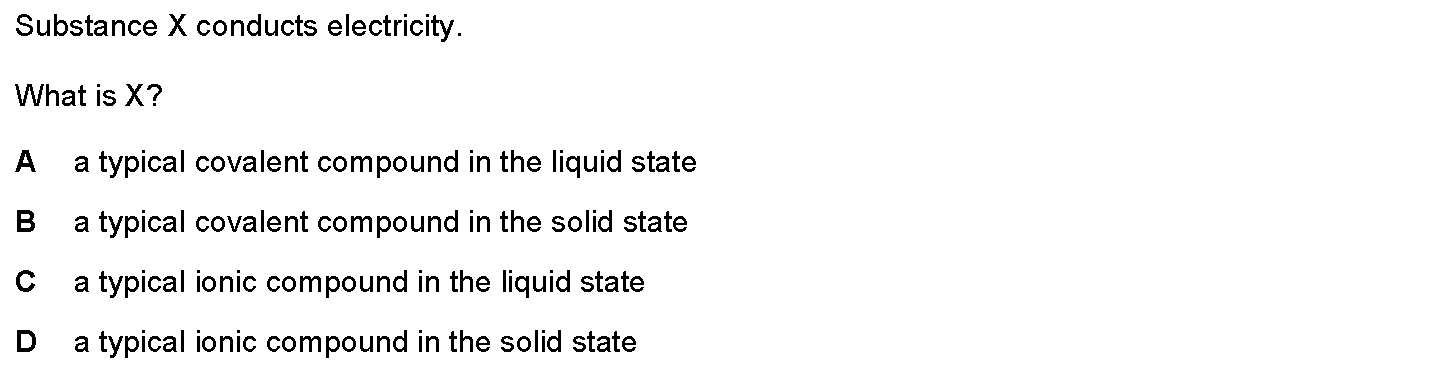 Substance X conducts electricity.
What is X?
A a typical covalent compound in the liquid state
B a typical covalent compound in the solid state
C a typical ionic compound in the liquid state
D a typical ionic compound in the solid state